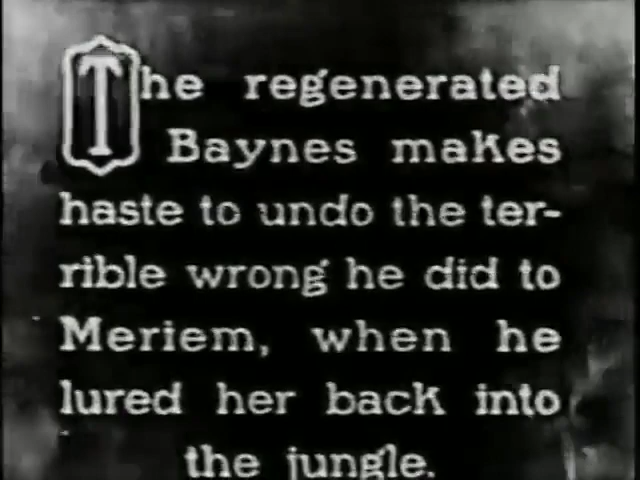 The regenerated
Baynes makes
haste to undo the ter-
rible wrong he did to
Meriem, when he
lured her back into
the jungle.